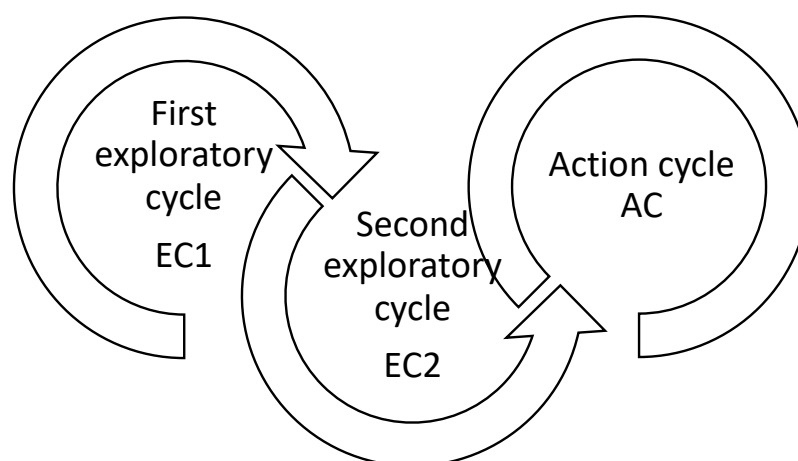 First
exploratory
cycle
EC1
Second
exploratory
cycle
EC2
Action cycle
AC